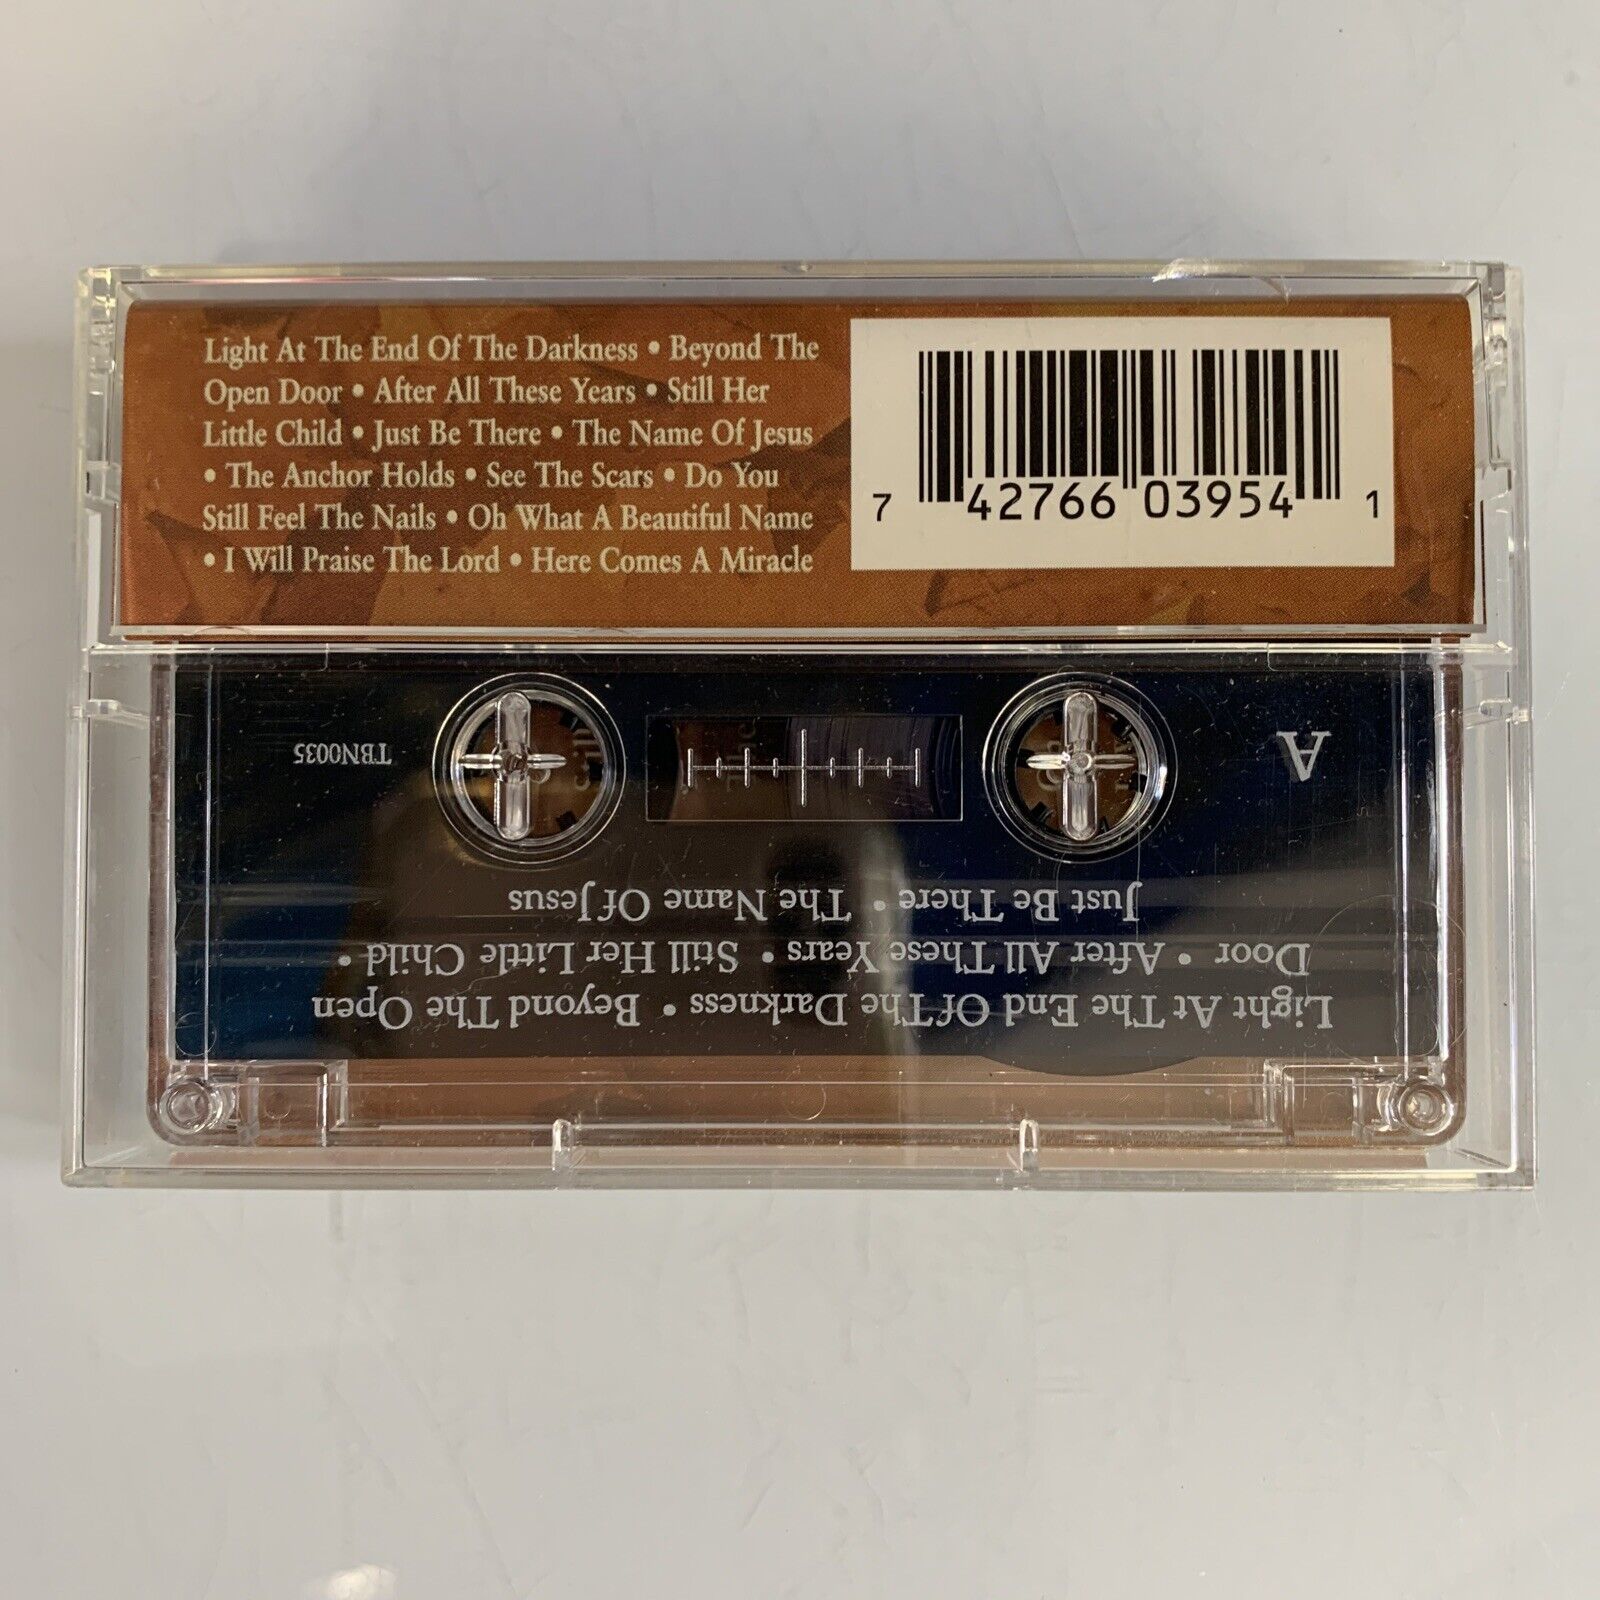 Light At The End Of The Darkness • Beyond The
Open Door • After All These Years • Still Her
Little Child • Just Be There • The Name Of Jesus
• The Anchor Holds • See The Scars • Do You
Still Feel The Nails • Oh What A Beautiful Name
• I Will Praise The Lord • Here Comes A Miracle
7 42766 03954 1
A
TBN0035
Light At The End Of The Darkness • Beyond The Open
Door • After All These Years • Still Her Little Child •
Just Be There • The Name Of Jesus